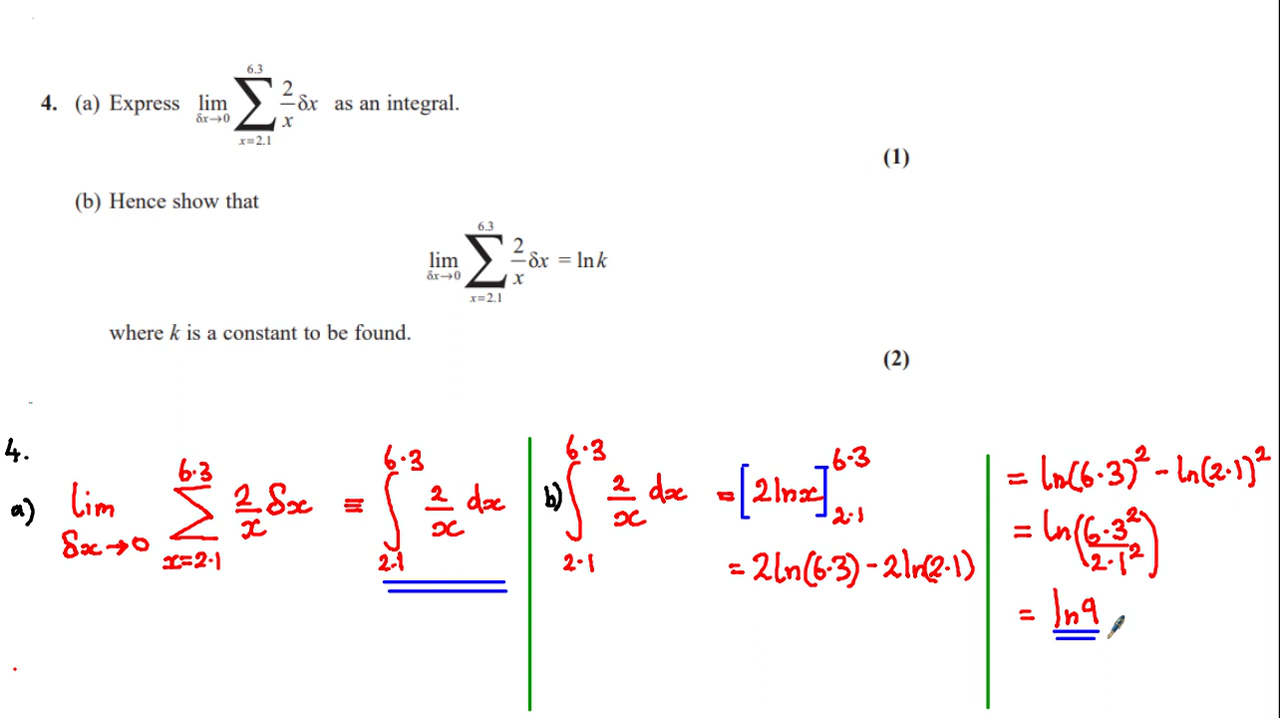 4. (a) Express lim δx→0 6.3 ∑ x=2.1 2/x δx as an integral.
(1)
(b) Hence show that
lim δx→0 6.3 ∑ x=2.1 2/x δx = ln k
where k is a constant to be found.
(2)
4.
a) lim δx→0 6.3 ∑ x=2.1 2/x δx ≡ ∫ 6.3 2.1 2/x dx
b) ∫ 6.3 2.1 2/x dx = [2lnx] 6.3 2.1
= 2ln(6.3) - 2ln(2.1)
= ln(6.3)² - ln(2.1)²
= ln(6.3²/2.1²)
= ln9